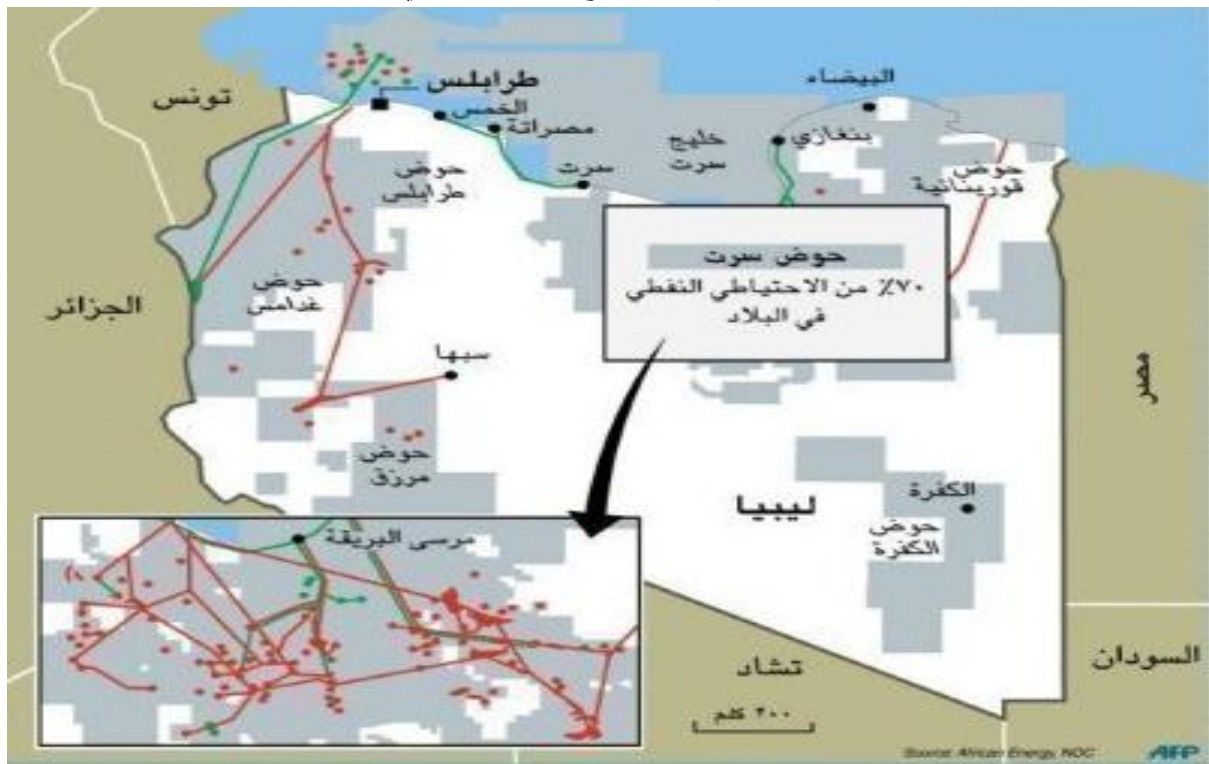 تونس
طرابلس
الخمس
مصراتة
البيضاء
بنغازي
خليج
سرت
سرت
حوض
طرابلس
حوض
قورينائية
حوض سرت
٧٠٪ من الاحتياطي النفطي
في البلاد
حوض
غدامس
الجزائر
سبها
مصر
حوض
مرزق
ليبيا
الكفرة
حوض
الكفرة
مرسى البريقة
تشاد
السودان
٢٠٠ كلم
Source: African Energy, NOC
AFP